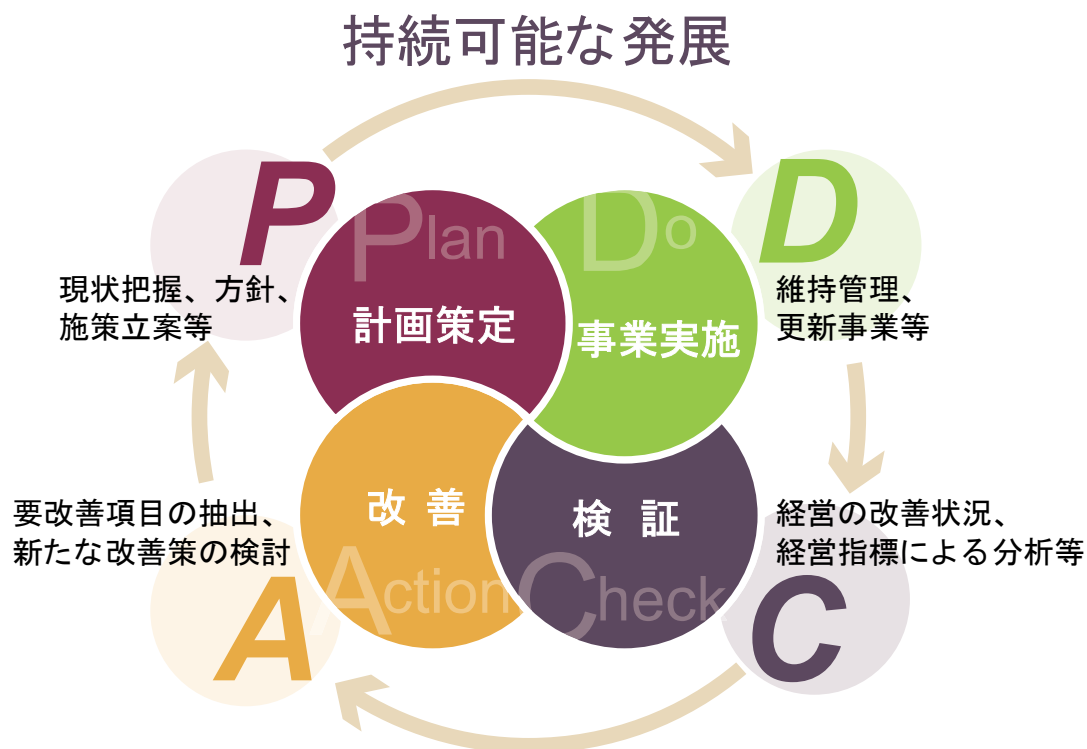 持続可能な発展
P
Plan
計画策定
現状把握、方針、
施策立案等
D
Do
事業実施
維持管理、
更新事業等
C
Check
検 証
経営の改善状況、
経営指標による分析等
A
Action
改 善
要改善項目の抽出、
新たな改善策の検討